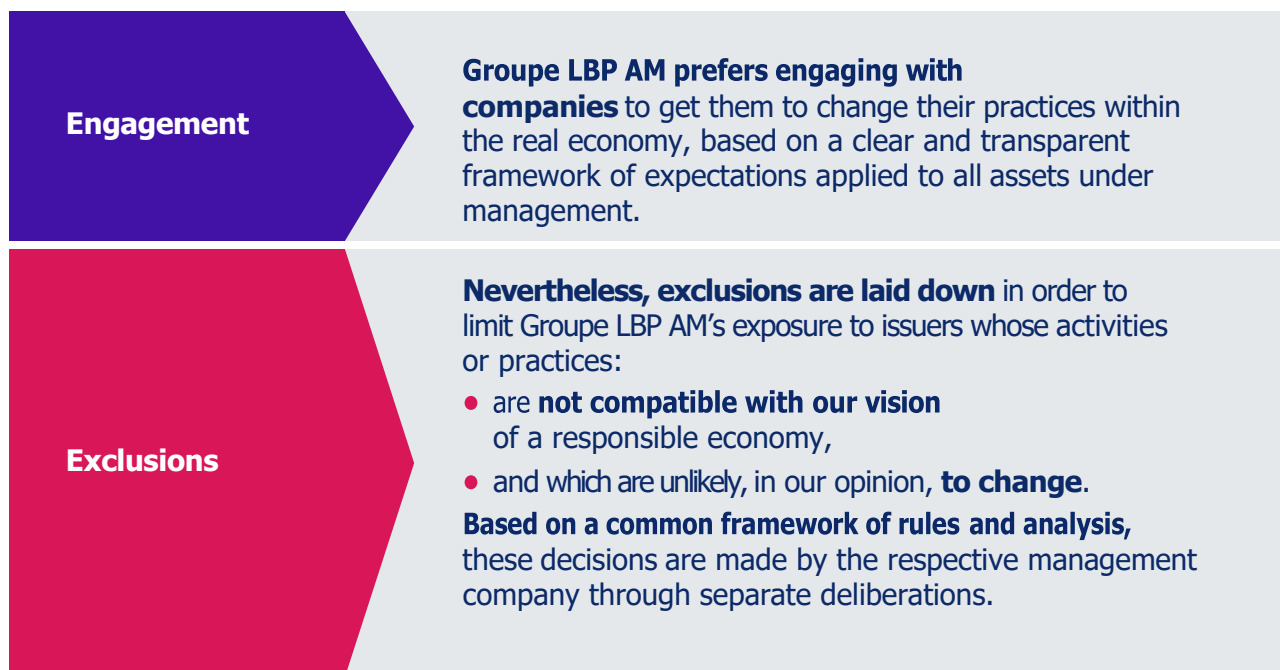 Engagement
Groupe LBP AM prefers engaging with
companies to get them to change their practices within
the real economy, based on a clear and transparent
framework of expectations applied to all assets under
management.
Exclusions
Nevertheless, exclusions are laid down in order to
limit Groupe LBP AM’s exposure to issuers whose activities
or practices:
• are not compatible with our vision
of a responsible economy,
• and which are unlikely, in our opinion, to change.
Based on a common framework of rules and analysis,
these decisions are made by the respective management
company through separate deliberations.